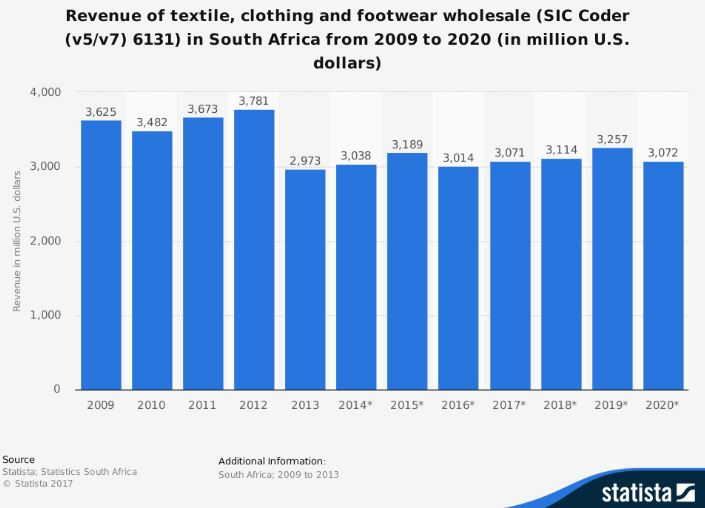 Revenue of textile, clothing and footwear wholesale (SIC Coder
(v5/v7) 6131) in South Africa from 2009 to 2020 (in million U.S.
dollars)
Revenue in million U.S. dollars
4,000
3,000
2,000
1,000
0
3,625
3,482
3,673
3,781
2,973
3,038
3,189
3,014
3,071
3,114
3,257
3,072
2009 2010 2011 2012 2013 2014* 2015* 2016* 2017* 2018* 2019* 2020*
Source
Statista; Statistics South Africa
© Statista 2017
Additional Information:
South Africa; 2009 to 2013
statista